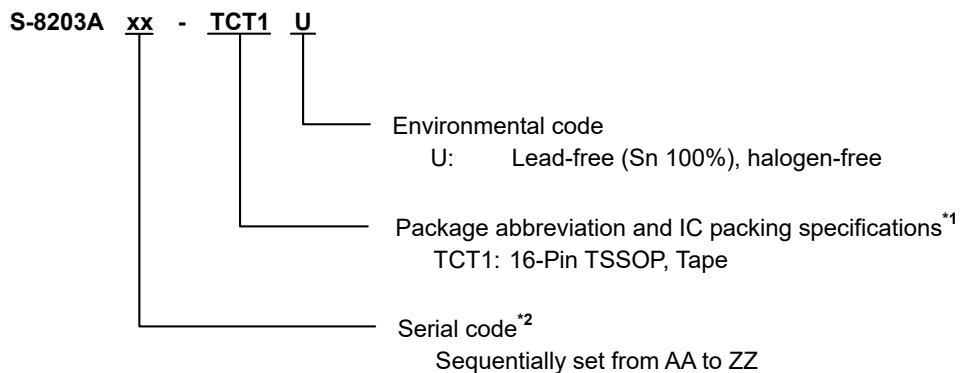 S-8203A xx - TCT1 U
Environmental code
U: Lead-free (Sn 100%), halogen-free
Package abbreviation and IC packing specifications*1
TCT1: 16-Pin TSSOP, Tape
Serial code*2
Sequentially set from AA to ZZ